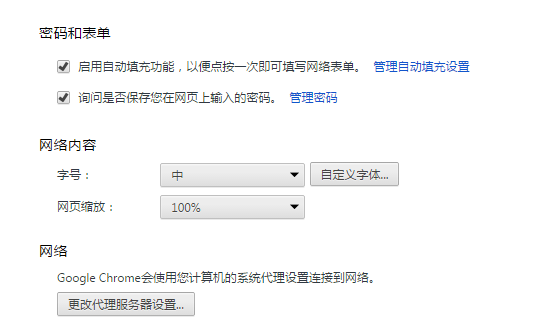 密码和表单
启用自动填充功能，以便点按一次即可填写网络表单。 管理自动填充设置
询问是否保存您在网页上输入的密码。 管理密码
网络内容
字号： 中 自定义字体...
网页缩放： 100%
网络
Google Chrome会使用您计算机的系统代理设置连接到网络。
更改代理服务器设置...